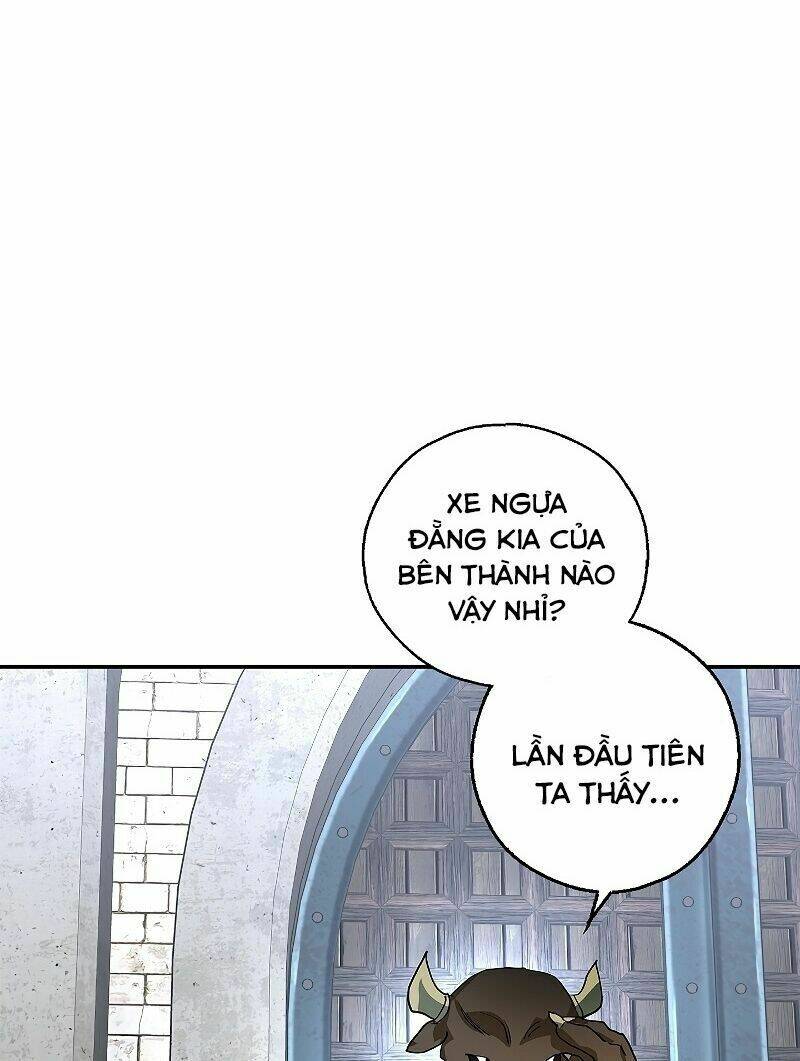 XE NGỰA
ĐẰNG KIA CỦA
BÊN THÀNH NÀO
VẬY NHỈ?
LẦN ĐẦU TIÊN
TA THẤY...